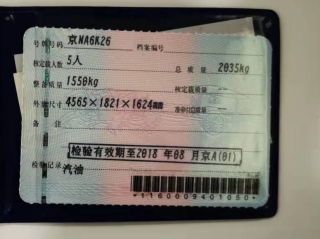 号牌号码 京NA6K26 档案编号
核定载人数 5人 总质量 2035kg
整备质量 1550kg 核定载质量
外廓尺寸 4565×1821×1624mm 准牵引总质量
备注
检验有效期至2018年08月京A(01)
检验记录 汽油
*1160009401050*